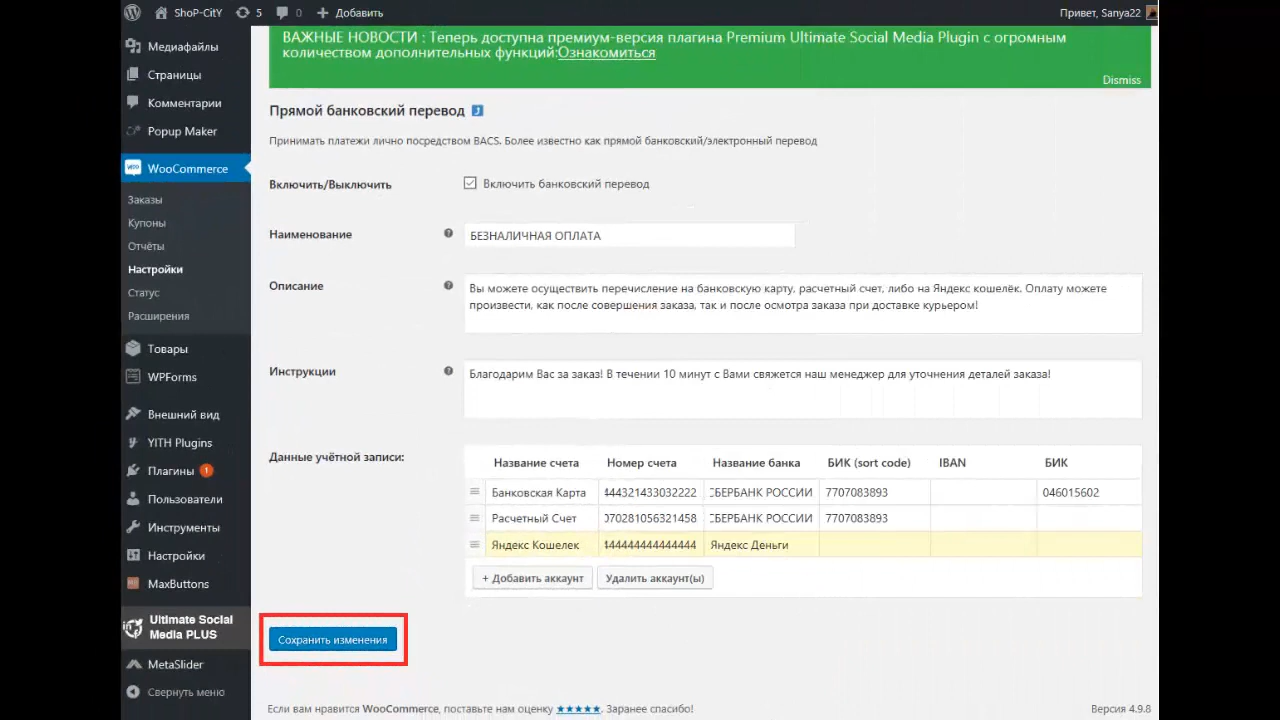 ShoP-CitY 5 0 Добавить Привет, Sanya22
ВАЖНЫЕ НОВОСТИ : Теперь доступна премиум-версия плагина Premium Ultimate Social Media Plugin с огромным
количеством дополнительных функций:Ознакомиться
Dismiss
Медиафайлы
Страницы
Комментарии
Popup Maker
WooCommerce
Заказы
Купоны
Отчёты
Настройки
Статус
Расширения
Товары
WPForms
Внешний вид
YITH Plugins
Плагины 1
Пользователи
Инструменты
Настройки
MaxButtons
Ultimate Social
Media PLUS
MetaSlider
Свернуть меню
Прямой банковский перевод
Принимать платежи лично посредством BACS. Более известно как прямой банковский/электронный перевод
Включить/Выключить Включить банковский перевод
Наименование БЕЗНАЛИЧНАЯ ОПЛАТА
Описание Вы можете осуществить перечисление на банковскую карту, расчетный счет, либо на Яндекс кошелёк. Оплату можете
произвести, как после совершения заказа, так и после осмотра заказа при доставке курьером!
Инструкции Благодарим Вас за заказ! В течении 10 минут с Вами свяжется наш менеджер для уточнения деталей заказа!
Данные учётной записи:
Название счета Номер счета Название банка БИК (sort code) IBAN БИК
Банковская Карта 444321433032222 СБЕРБАНК РОССИИ 7707083893 046015602
Расчетный Счет 070281056321458 СБЕРБАНК РОССИИ 7707083893
Яндекс Кошелек 444444444444444 Яндекс Деньги
+ Добавить аккаунт Удалить аккаунт(ы)
Сохранить изменения
Если вам нравится WooCommerce, поставьте нам оценку ★★★★★. Заранее спасибо! Версия 4.9.8